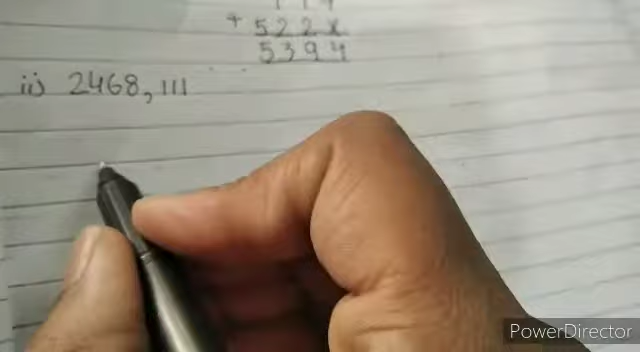 + 522x
5394
ii) 2468, 111
PowerDirector